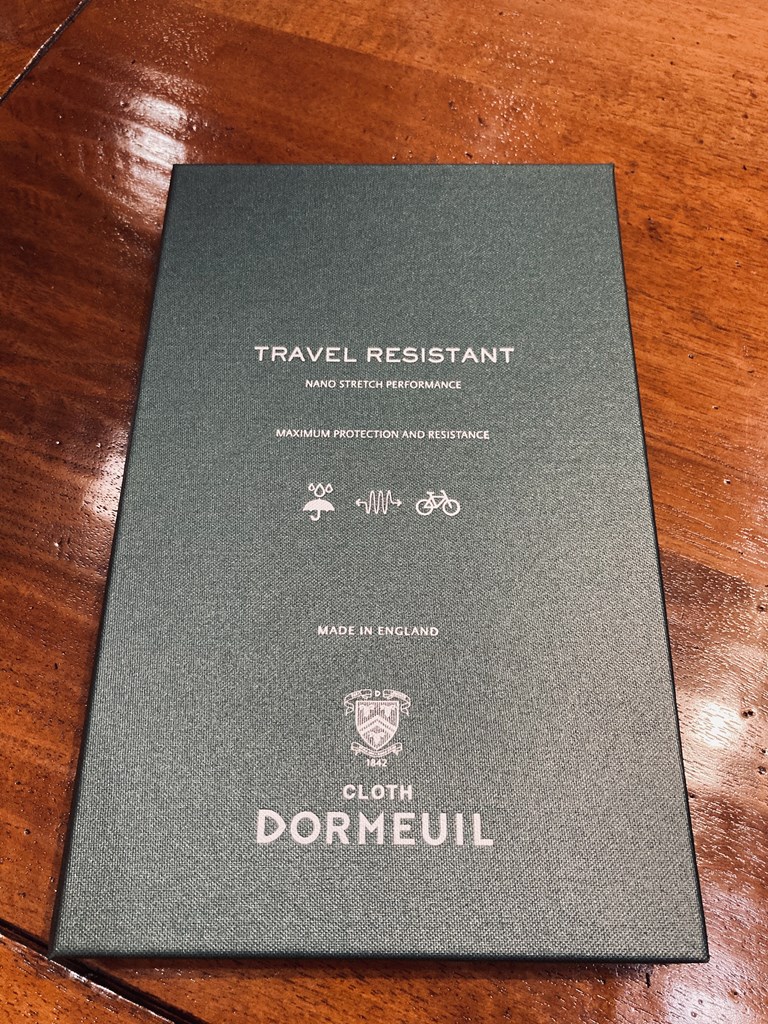 TRAVEL RESISTANT
NANO STRETCH PERFORMANCE
MAXIMUM PROTECTION AND RESISTANCE
MADE IN ENGLAND
1842
CLOTH
DORMEUIL